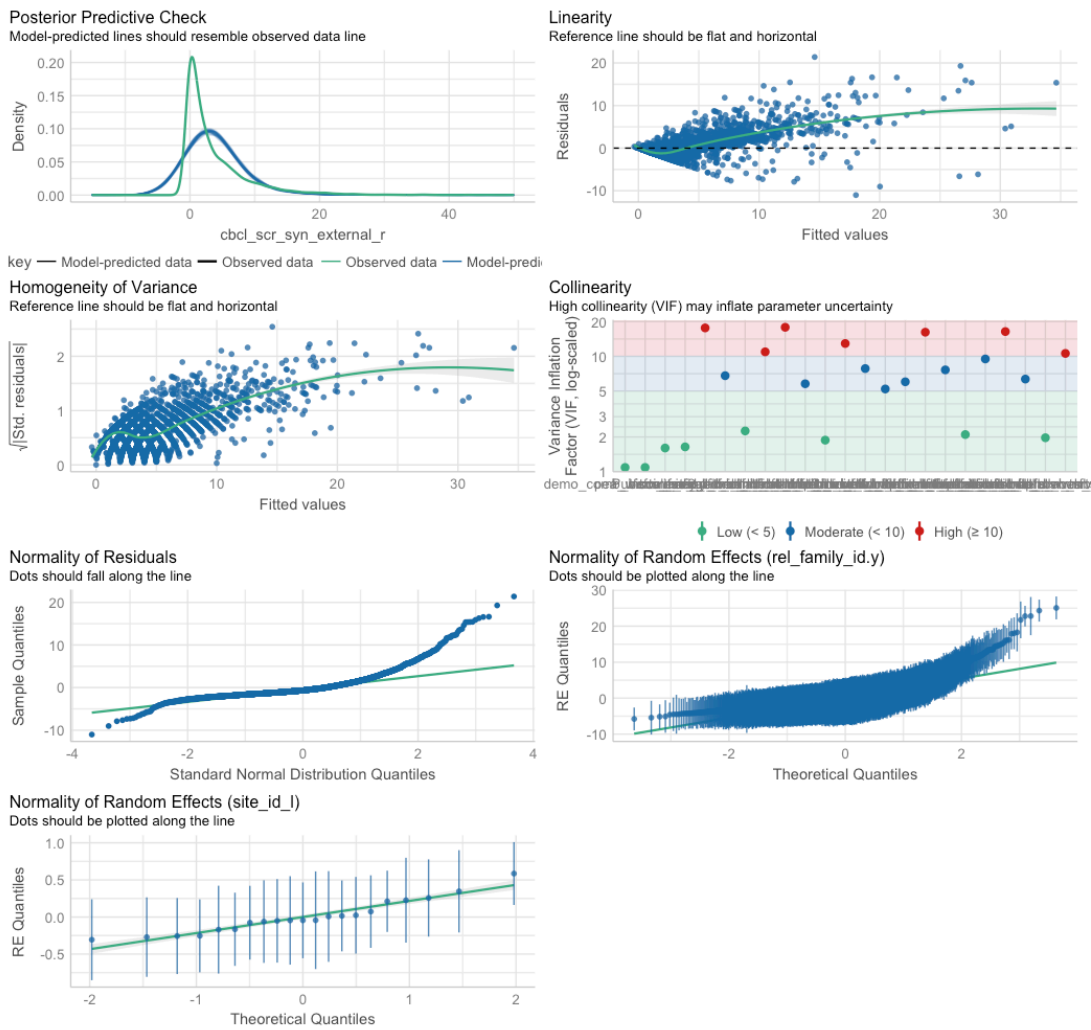 Posterior Predictive Check
Model-predicted lines should resemble observed data line
0.20
0.15
0.10
0.05
0.00
Density
0
20
40
cbcl_scr_syn_external_r
key
Model-predicted data
Observed data
Observed data
Model-predi
Linearity
Reference line should be flat and horizontal
20
10
0
-10
Residuals
0
10
20
30
Fitted values
Homogeneity of Variance
Reference line should be flat and horizontal
2
1
0
√|Std. residuals|
0
10
20
30
Fitted values
Collinearity
High collinearity (VIF) may inflate parameter uncertainty
20
10
5
3
2
1
Variance Inflation
Factor (VIF, log-scaled)
Low (< 5)
Moderate (< 10)
High (≥ 10)
Normality of Residuals
Dots should fall along the line
20
10
0
-10
Sample Quantiles
-4
-2
0
2
4
Standard Normal Distribution Quantiles
Normality of Random Effects (rel_family_id.y)
Dots should be plotted along the line
30
20
10
0
-10
RE Quantiles
-2
0
2
Theoretical Quantiles
Normality of Random Effects (site_id_l)
Dots should be plotted along the line
1.0
0.5
0.0
-0.5
RE Quantiles
-2
-1
0
1
2
Theoretical Quantiles